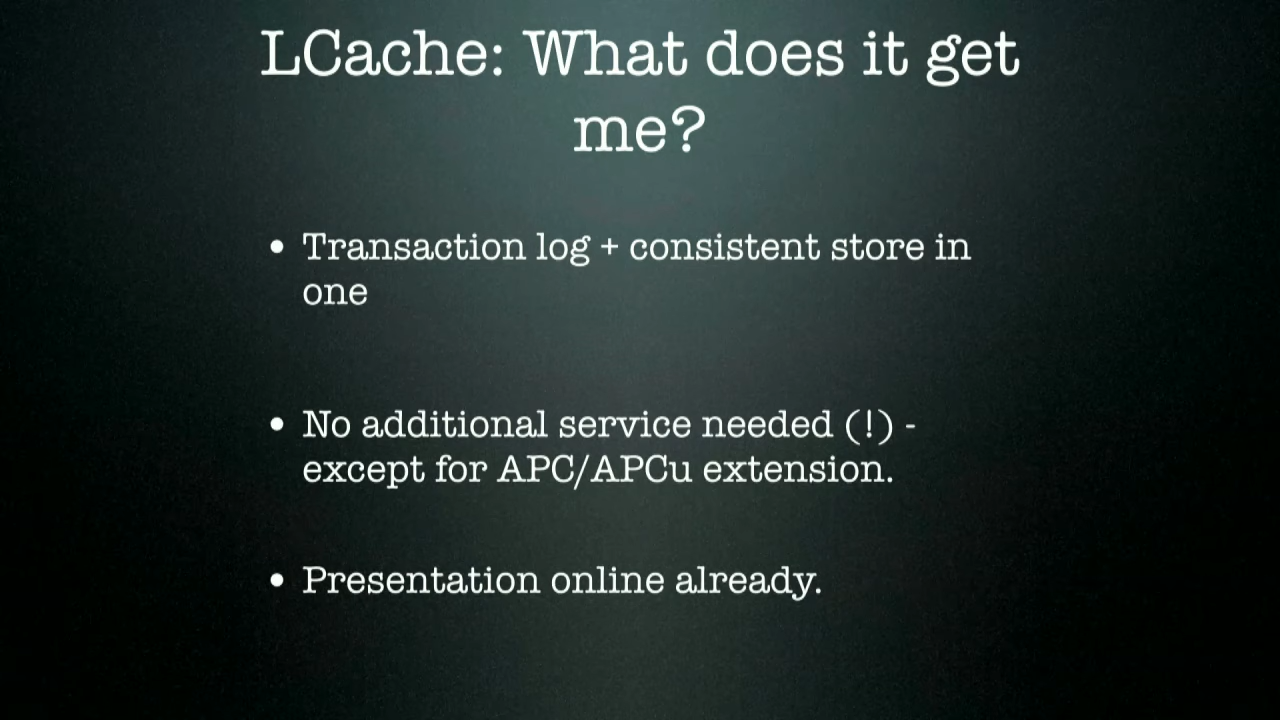 LCache: What does it get
me?
• Transaction log + consistent store in
one
• No additional service needed (!) -
except for APC/APCu extension.
• Presentation online already.